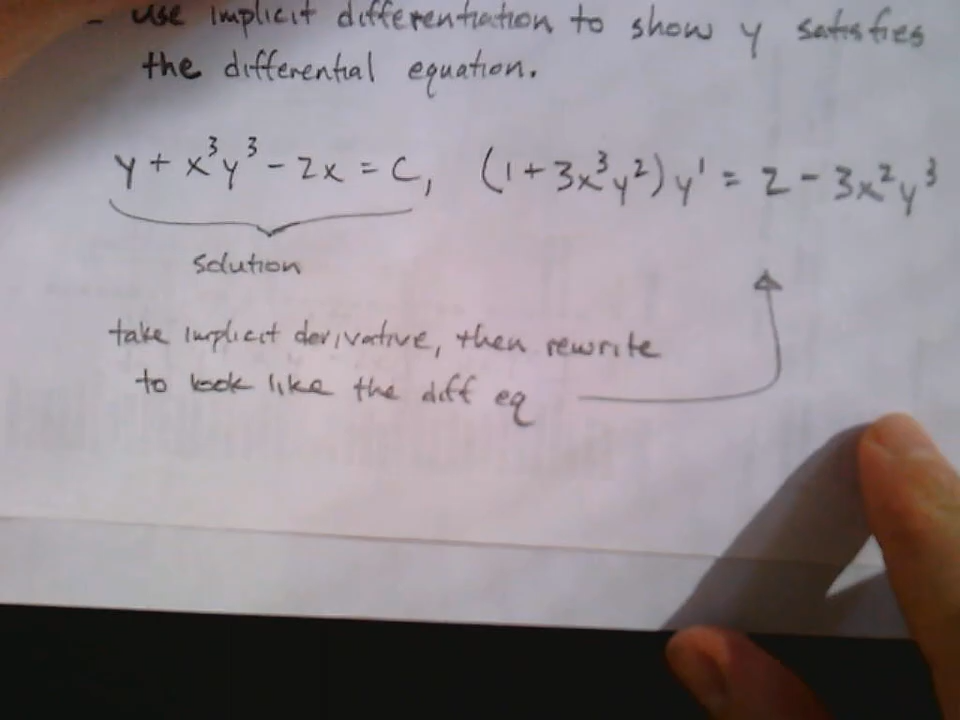 - use implicit differentiation to show y satisfies
the differential equation.
y + x³y³ - 2x = C, (1 + 3x³y²) y' = 2 - 3x²y³
solution
take implicit derivative, then rewrite
to look like the diff eq